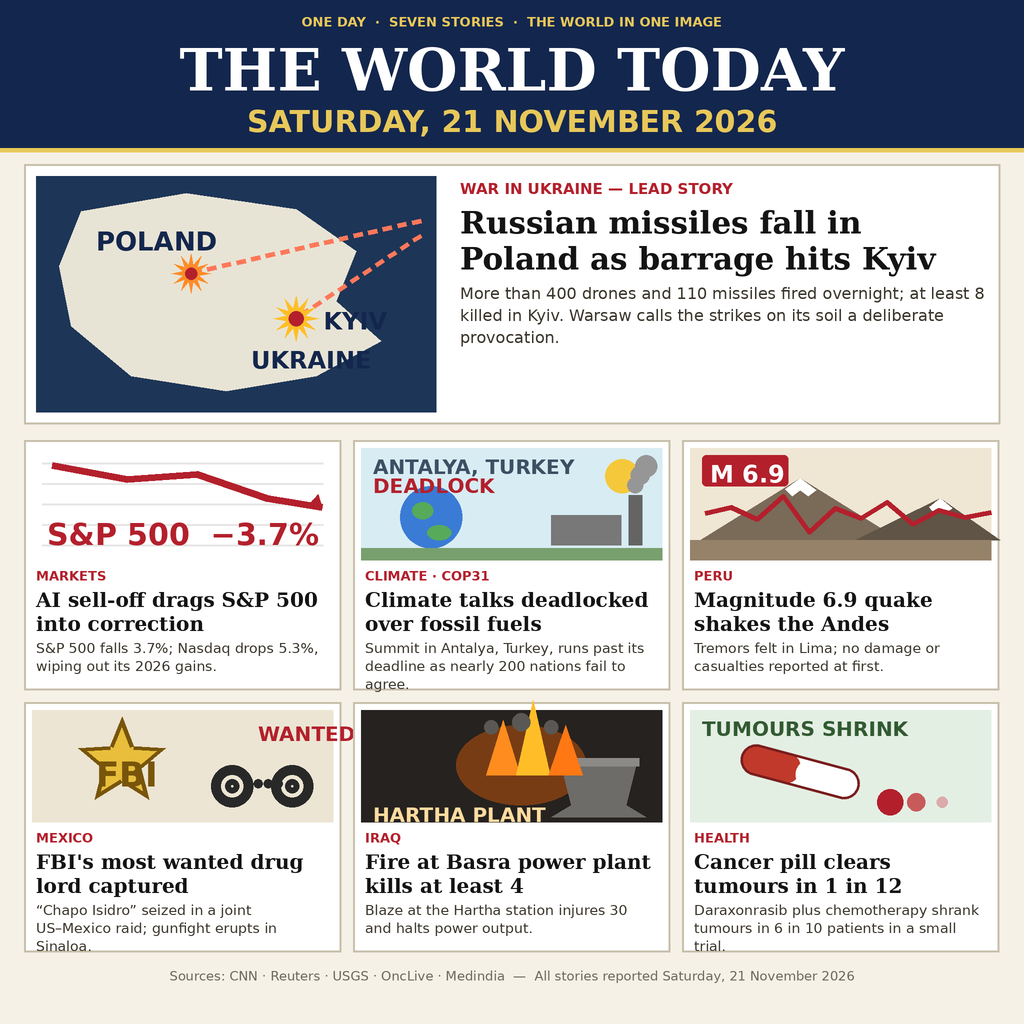 ONE DAY · SEVEN STORIES · THE WORLD IN ONE IMAGE
THE WORLD TODAY
SATURDAY, 21 NOVEMBER 2026
POLAND
KYIV
UKRAINE
WAR IN UKRAINE — LEAD STORY
Russian missiles fall in
Poland as barrage hits Kyiv
More than 400 drones and 110 missiles fired overnight; at least 8
killed in Kyiv. Warsaw calls the strikes on its soil a deliberate
provocation.
S&P 500 −3.7%
MARKETS
AI sell-off drags S&P 500
into correction
S&P 500 falls 3.7%; Nasdaq drops 5.3%,
wiping out its 2026 gains.
ANTALYA, TURKEY
DEADLOCK
CLIMATE · COP31
Climate talks deadlocked
over fossil fuels
Summit in Antalya, Turkey, runs past its
deadline as nearly 200 nations fail to
agree.
M 6.9
PERU
Magnitude 6.9 quake
shakes the Andes
Tremors felt in Lima; no damage or
casualties reported at first.
FBI
WANTED
MEXICO
FBI's most wanted drug
lord captured
“Chapo Isidro” seized in a joint
US–Mexico raid; gunfight erupts in
Sinaloa.
HARTHA PLANT
IRAQ
Fire at Basra power plant
kills at least 4
Blaze at the Hartha station injures 30
and halts power output.
TUMOURS SHRINK
HEALTH
Cancer pill clears
tumours in 1 in 12
Daraxonrasib plus chemotherapy shrank
tumours in 6 in 10 patients in a small
trial.
Sources: CNN · Reuters · USGS · OncLive · Medindia — All stories reported Saturday, 21 November 2026